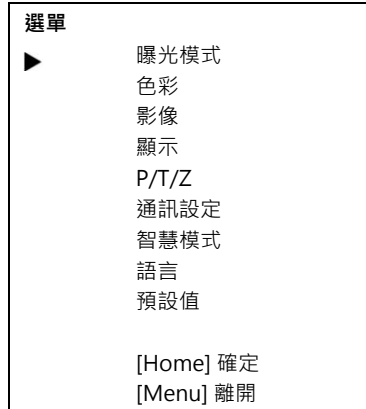 選單
曝光模式
色彩
影像
顯示
P/T/Z
通訊設定
智慧模式
語言
預設值
[Home] 確定
[Menu] 離開